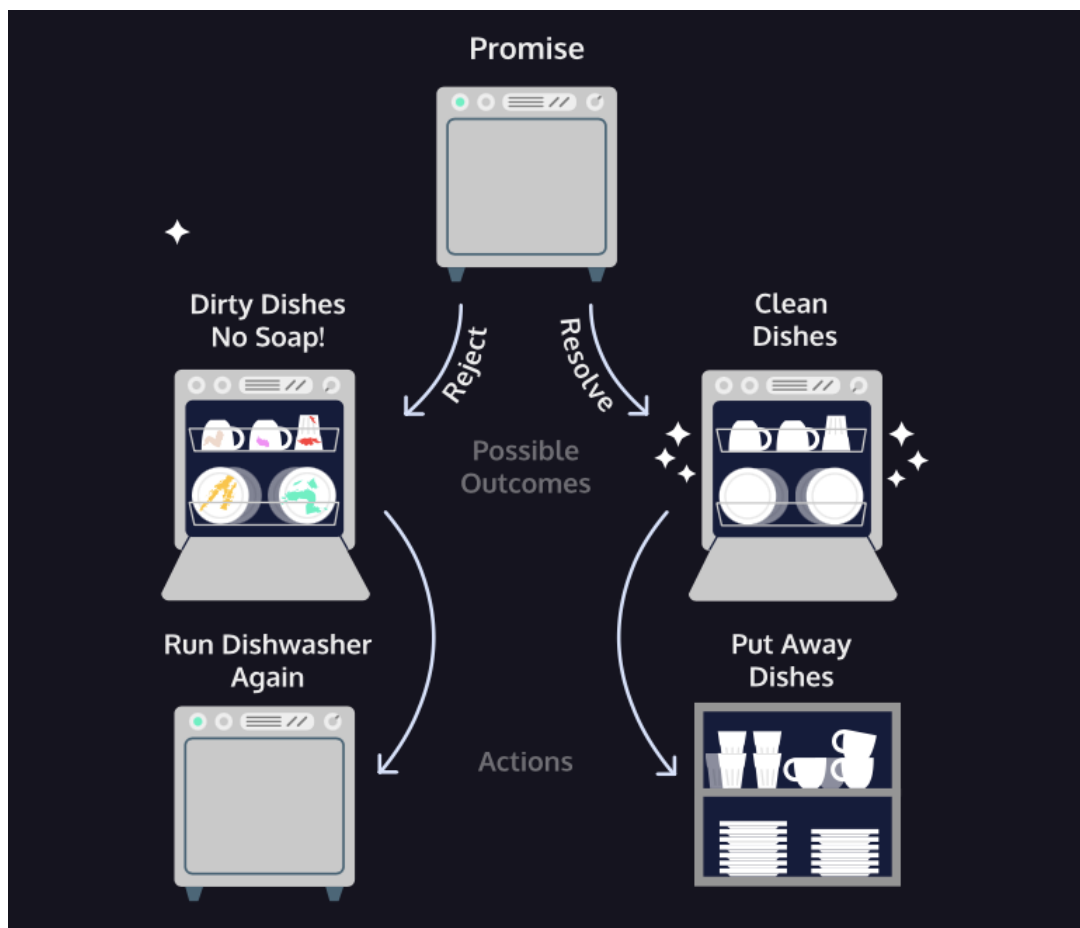 Promise
Dirty Dishes
No Soap!
Clean
Dishes
Reject
Resolve
Possible
Outcomes
Run Dishwasher
Again
Put Away
Dishes
Actions